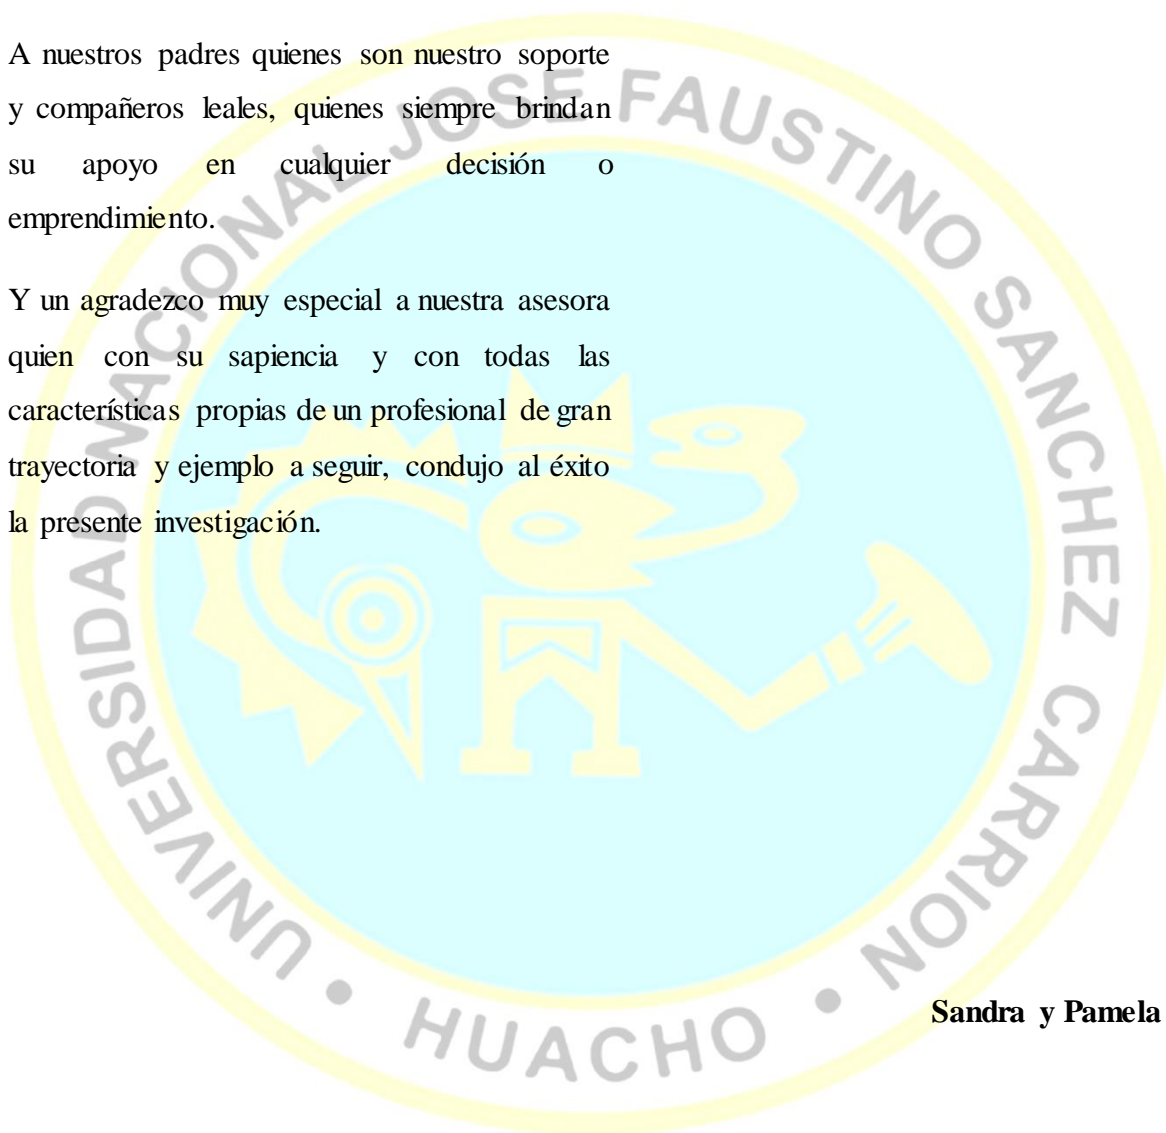 A nuestros padres quienes son nuestro soporte
y compañeros leales, quienes siempre brindan
su apoyo en cualquier decisión o
emprendimiento.
Y un agradezco muy especial a nuestra asesora
quien con su sapiencia y con todas las
características propias de un profesional de gran
trayectoria y ejemplo a seguir, condujo al éxito
la presente investigación.
Sandra y Pamela
UNIVERSIDAD NACIONAL JOSE FAUSTINO SANCHEZ CARRION
• HUACHO •